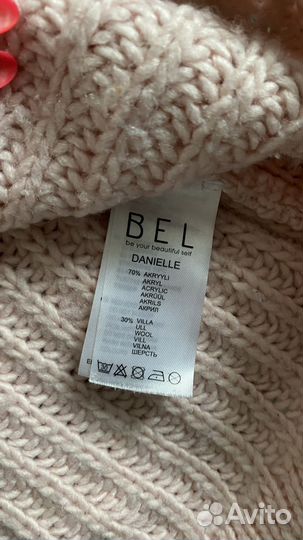 BEL
be your beautiful self
DANIELLE
70% AKRYYLI
AKRYL
ACRYLIC
AKRÜÜL
AKRILS
АКРИЛ
30% VILLA
ULL
WOOL
VILL
VILNA
ШЕРСТЬ
Avito